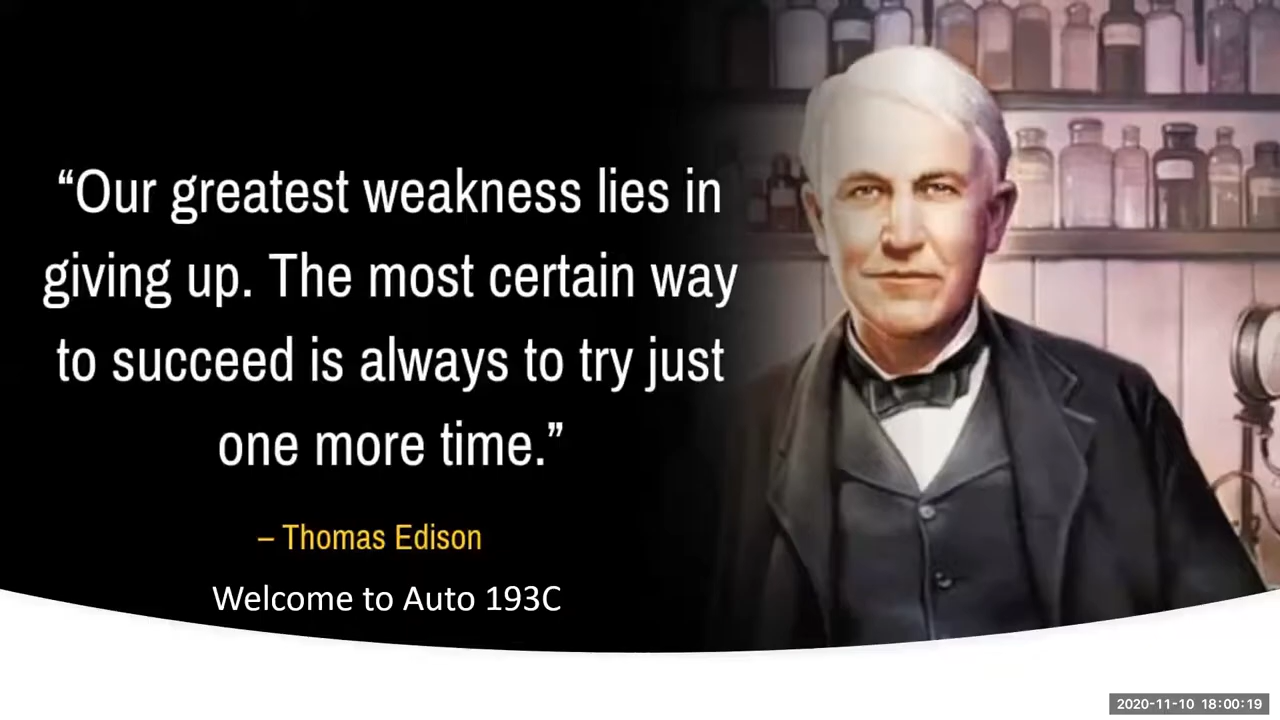 “Our greatest weakness lies in
giving up. The most certain way
to succeed is always to try just
one more time.”
– Thomas Edison
Welcome to Auto 193C
2020-11-10 18:00:19